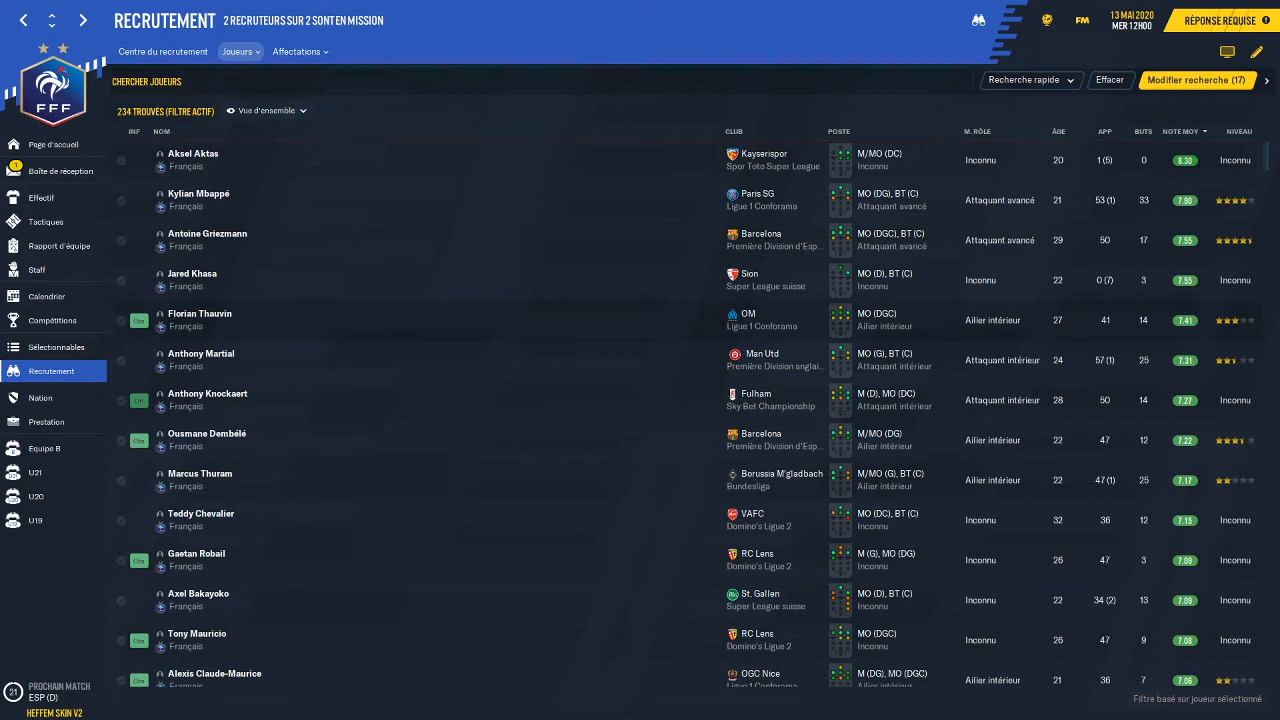 RECRUTEMENT 2 RECRUTEURS SUR 2 SONT EN MISSION
FM 13 MAI 2020 MER 12H00 RÉPONSE REQUISE
Centre du recrutement Joueurs Affectations
FFF
CHERCHER JOUEURS Recherche rapide Effacer Modifier recherche (17)
234 TROUVÉS (FILTRE ACTIF) Vue d'ensemble
INF NOM CLUB POSTE M. RÔLE ÂGE APP BUTS NOTE MOY NIVEAU
Page d'accueil
1
Boîte de réception
Effectif
Tactiques
Rapport d'équipe
Staff
Calendrier
Compétitions
Sélectionnables
Recrutement
Nation
Prestation
Equipe B
U21
U20
U19
21 PROCHAIN MATCH
ESP (D)
HEFFEM SKIN V2
Aksel Aktas Kayserispor M/MO (DC)
Français Spor Toto Super League Inconnu
Inconnu 20 1 (5) 0 8.30 Inconnu
Kylian Mbappé Paris SG MO (DG), BT (C)
Français Ligue 1 Conforama Attaquant avancé
Attaquant avancé 21 53 (1) 33 7.90
Antoine Griezmann Barcelona MO (DGC), BT (C)
Français Première Division d'Esp... Attaquant avancé
Attaquant avancé 29 50 17 7.55
Jared Khasa Sion MO (D), BT (C)
Français Super League suisse Inconnu
Inconnu 22 0 (7) 3 7.55 Inconnu
Florian Thauvin OM MO (DGC)
Français Ligue 1 Conforama Ailier intérieur
Clns Ailier intérieur 27 41 14 7.41
Anthony Martial Man Utd MO (G), BT (C)
Français Première Division anglai... Attaquant intérieur
Attaquant intérieur 24 57 (1) 25 7.31
Anthony Knockaert Fulham M (D), MO (DC)
Français Sky Bet Championship Attaquant intérieur
Attaquant intérieur 28 50 14 7.27 Inconnu
Ousmane Dembélé Barcelona M/MO (DG)
Français Première Division d'Esp... Ailier intérieur
Clns Ailier intérieur 23 47 12 7.22
Marcus Thuram Borussia M'gladbach M/MO (G), BT (C)
Français Bundesliga Ailier intérieur
Ailier intérieur 22 47 (1) 25 7.17
Teddy Chevalier VAFC MO (DC), BT (C)
Français Domino's Ligue 2 Inconnu
Inconnu 32 36 12 7.15 Inconnu
Gaetan Robail RC Lens M (G), MO (DG)
Français Domino's Ligue 2 Inconnu
Clns Inconnu 26 47 3 7.09 Inconnu
Axel Bakayoko St. Gallen MO (D), BT (C)
Français Super League suisse Inconnu
Inconnu 22 34 (2) 13 7.09 Inconnu
Tony Mauricio RC Lens MO (DGC)
Français Domino's Ligue 2 Inconnu
Clns Inconnu 26 47 9 7.08 Inconnu
Alexis Claude-Maurice OGC Nice M (DG), MO (DGC)
Français Ligue 1 Conforama Ailier intérieur
Clns Ailier intérieur 21 36 7 7.06
Filtre basé sur joueur sélectionné